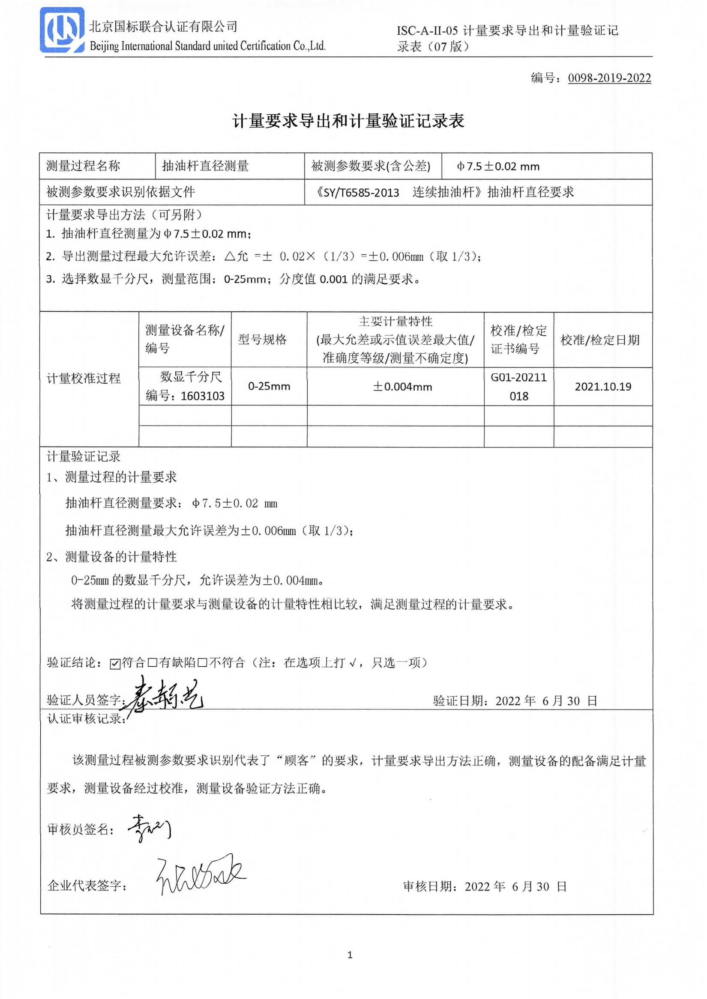 北京国标联合认证有限公司
Beijing International Standard united Certification Co.,Ltd.
ISC-A-II-05 计量要求导出和计量验证记
录表（07 版）
编号：0098-2019-2022
计量要求导出和计量验证记录表
测量过程名称 抽油杆直径测量 被测参数要求(含公差) ф7.5±0.02 mm
被测参数要求识别依据文件 《SY/T6585-2013 连续抽油杆》抽油杆直径要求
计量要求导出方法（可另附）
1. 抽油杆直径测量为ф7.5±0.02 mm；
2. 导出测量过程最大允许误差：△允 =± 0.02×（1/3）=±0.006mm（取 1/3）；
3. 选择数显千分尺，测量范围：0-25mm；分度值 0.001 的满足要求。
计量校准过程
测量设备名称/
编号
型号规格
主要计量特性
(最大允差或示值误差最大值/
准确度等级/测量不确定度)
校准/检定
证书编号
校准/检定日期
数显千分尺
编号：1603103
0-25mm
±0.004mm
G01-20211
018
2021.10.19
计量验证记录
1、测量过程的计量要求
抽油杆直径测量要求：ф7.5±0.02 mm
抽油杆直径测量最大允许误差为±0.006mm（取 1/3）；
2、测量设备的计量特性
0-25mm 的数显千分尺，允许误差为±0.004mm。
将测量过程的计量要求与测量设备的计量特性相比较，满足测量过程的计量要求。
验证结论：☑符合□有缺陷□不符合（注：在选项上打√，只选一项）
验证人员签字：
验证日期：2022 年 6 月 30 日
认证审核记录：
该测量过程被测参数要求识别代表了“顾客”的要求，计量要求导出方法正确，测量设备的配备满足计量
要求，测量设备经过校准，测量设备验证方法正确。
审核员签名：
企业代表签字：
审核日期：2022 年 6 月 30 日
1